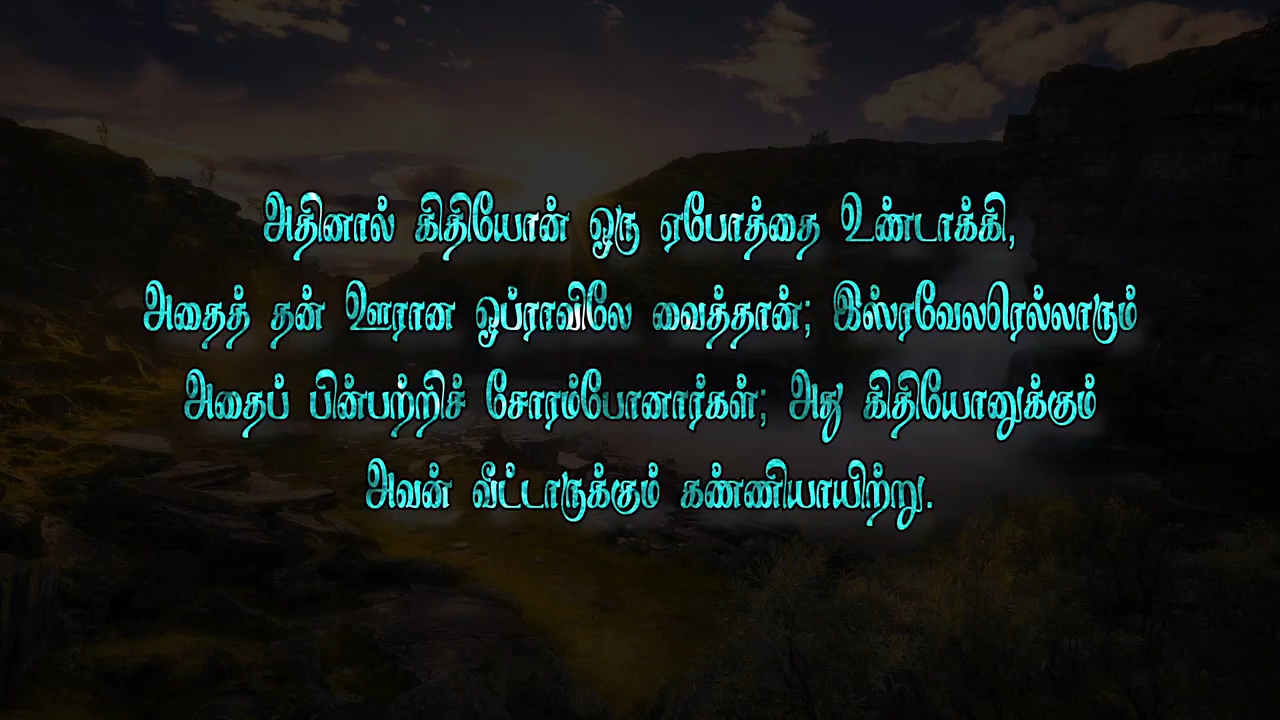 அதினால் கிதியோன் ஒரு ஏபோத்தை உண்டாக்கி,
அதைத் தன் ஊரான ஒப்ராவிலே வைத்தான்; இஸ்ரவேலரெல்லாரும்
அதைப் பின்பற்றிச் சோரம்போனார்கள்; அது கிதியோனுக்கும்
அவன் வீட்டாருக்கும் கண்ணியாயிற்று.